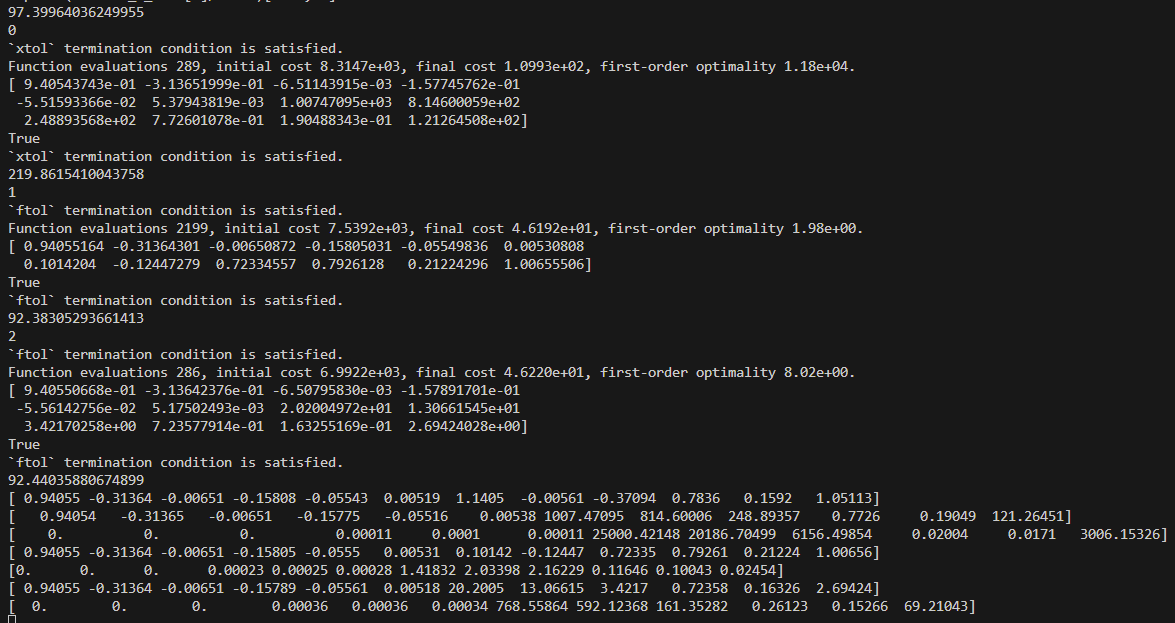 97.39964036249955
0
`xtol` termination condition is satisfied.
Function evaluations 289, initial cost 8.3147e+03, final cost 1.0993e+02, first-order optimality 1.18e+04.
[ 9.40543743e-01 -3.13651999e-01 -6.51143915e-03 -1.57745762e-01
 -5.51593366e-02  5.37943819e-03  1.00747095e+03  8.14600059e+02
  2.48893568e+02  7.72601078e-01  1.90488343e-01  1.21264508e+02]
True
`xtol` termination condition is satisfied.
219.8615410043758
1
`ftol` termination condition is satisfied.
Function evaluations 2199, initial cost 7.5392e+03, final cost 4.6192e+01, first-order optimality 1.98e+00.
[ 0.94055164 -0.31364301 -0.00650872 -0.15805031 -0.05549836  0.00530808
  0.1014204  -0.12447279  0.72334557  0.7926128   0.21224296  1.00655506]
True
`ftol` termination condition is satisfied.
92.38305293661413
2
`ftol` termination condition is satisfied.
Function evaluations 286, initial cost 6.9922e+03, final cost 4.6220e+01, first-order optimality 8.02e+00.
[ 9.40550668e-01 -3.13642376e-01 -6.50795830e-03 -1.57891701e-01
 -5.56142756e-02  5.17502493e-03  2.02004972e+01  1.30661545e+01
  3.42170258e+00  7.23577914e-01  1.63255169e-01  2.69424028e+00]
True
`ftol` termination condition is satisfied.
92.44035880674899
[ 0.94055 -0.31364 -0.00651 -0.15808 -0.05543  0.00519  1.1405  -0.00561 -0.37094  0.7836   0.1592   1.05113]
[   0.94054   -0.31365   -0.00651   -0.15775   -0.05516    0.00538 1007.47095  814.60006  248.89357    0.7726     0.19049  121.26451]
[    0.         0.         0.         0.00011     0.0001      0.00011 25000.42148 20186.70499  6156.49854     0.02004     0.0171   3006.15326]
[ 0.94055 -0.31364 -0.00651 -0.15805 -0.0555   0.00531  0.10142 -0.12447  0.72335  0.79261  0.21224  1.00656]
[0.      0.      0.      0.00023 0.00025 0.00028 1.41832 2.03398 2.16229 0.11646 0.10043 0.02454]
[ 0.94055 -0.31364 -0.00651 -0.15789 -0.05561  0.00518 20.2005  13.06615  3.4217   0.72358  0.16326  2.69424]
[  0.        0.        0.        0.00036   0.00036   0.00034 768.55864 592.12368 161.35282   0.26123   0.15266  69.21043]